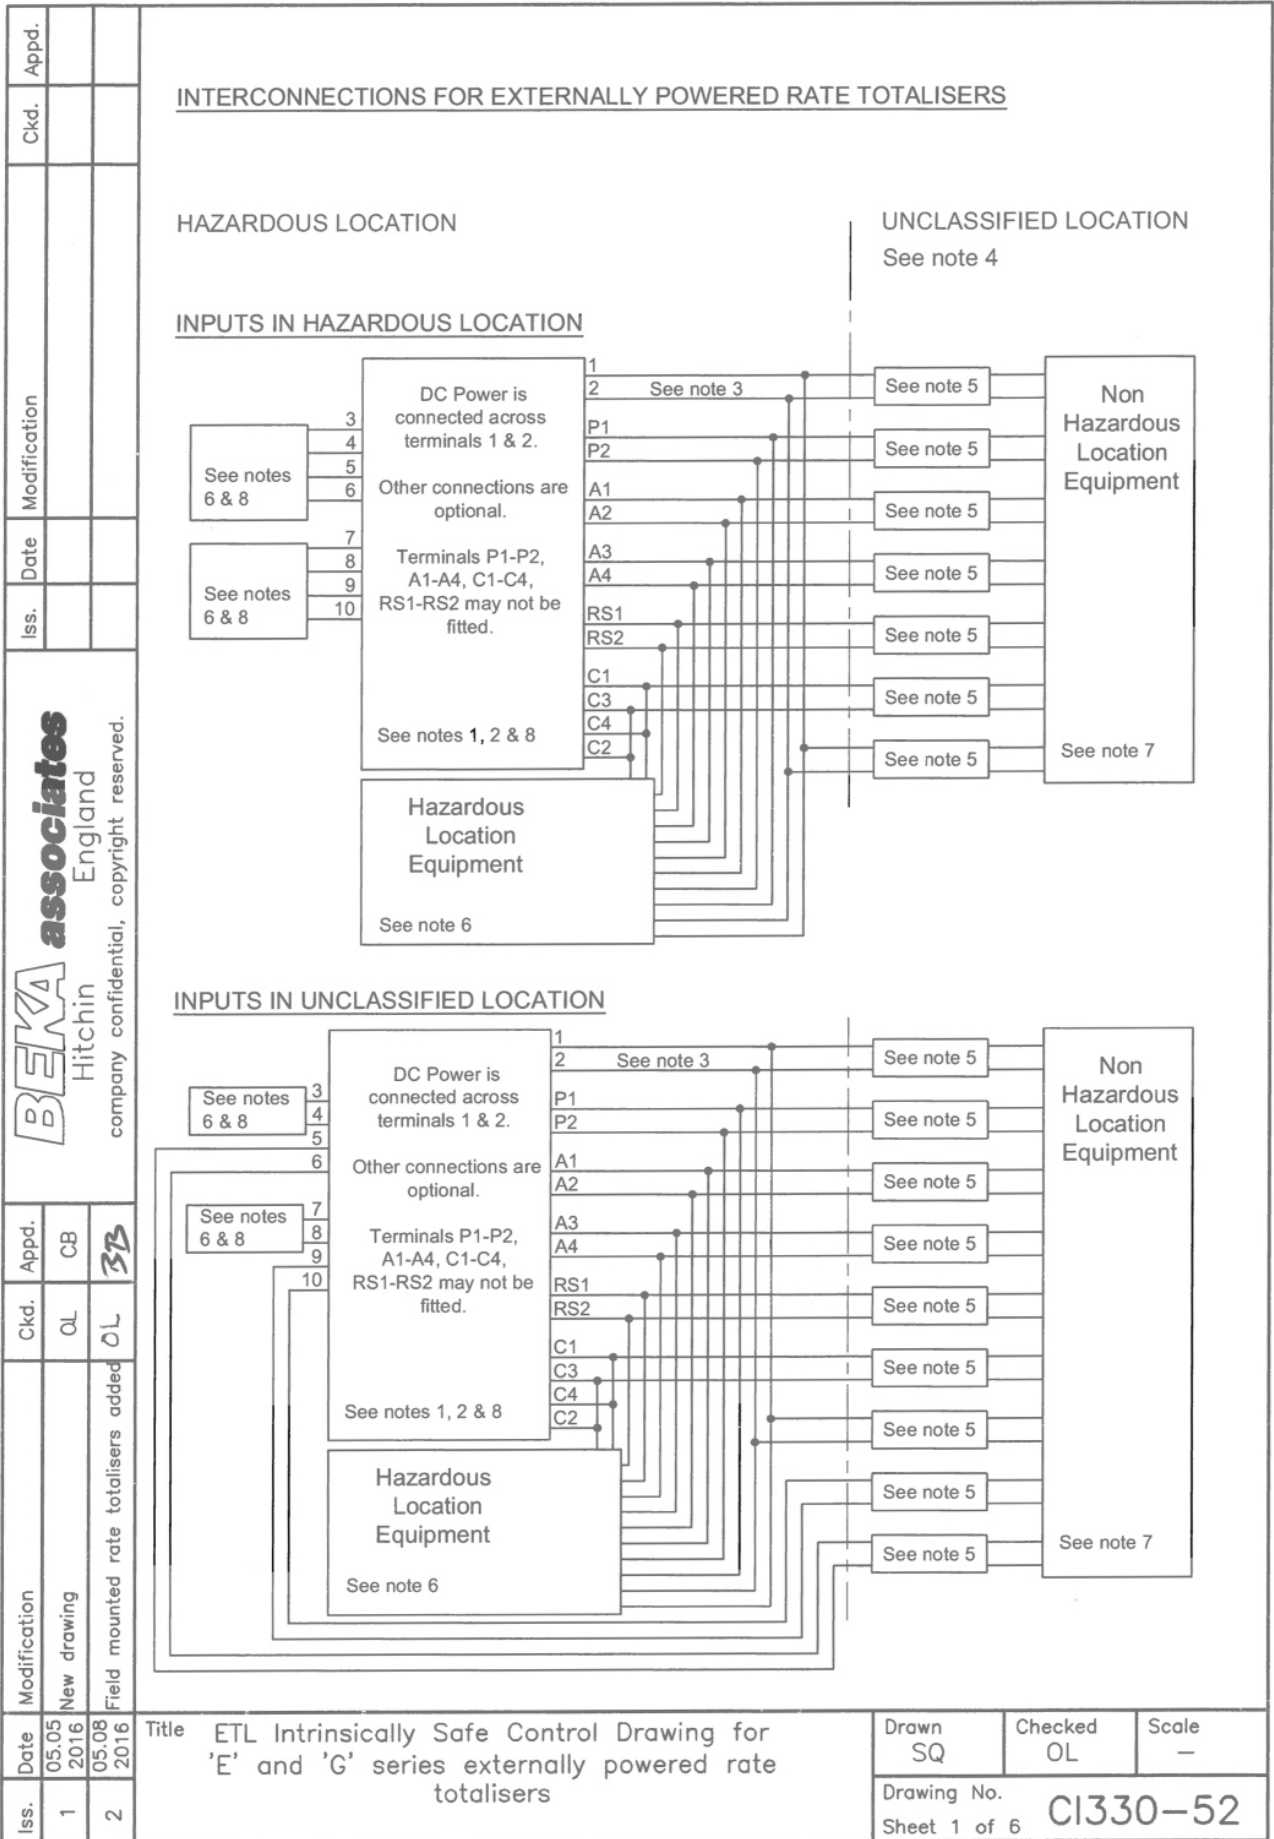 INTERCONNECTIONS FOR EXTERNALLY POWERED RATE TOTALISERS
HAZARDOUS LOCATION
UNCLASSIFIED LOCATION
See note 4
INPUTS IN HAZARDOUS LOCATION
3
4
5
6
See notes
6 & 8
7
8
9
10
See notes
6 & 8
DC Power is
connected across
terminals 1 & 2.
Other connections are
optional.
Terminals P1-P2,
A1-A4, C1-C4,
RS1-RS2 may not be
fitted.
See notes 1, 2 & 8
1
2
See note 3
P1
P2
A1
A2
A3
A4
RS1
RS2
C1
C3
C4
C2
See note 5
See note 5
See note 5
See note 5
See note 5
See note 5
See note 5
Non
Hazardous
Location
Equipment
See note 7
Hazardous
Location
Equipment
See note 6
INPUTS IN UNCLASSIFIED LOCATION
See notes
6 & 8
3
4
5
6
See notes
6 & 8
7
8
9
10
DC Power is
connected across
terminals 1 & 2.
Other connections are
optional.
Terminals P1-P2,
A1-A4, C1-C4,
RS1-RS2 may not be
fitted.
See notes 1, 2 & 8
1
2
See note 3
P1
P2
A1
A2
A3
A4
RS1
RS2
C1
C3
C4
C2
See note 5
See note 5
See note 5
See note 5
See note 5
See note 5
See note 5
See note 5
See note 5
Non
Hazardous
Location
Equipment
See note 7
Hazardous
Location
Equipment
See note 6
Iss. Date Modification Ckd. Appd.
BEKA associates
Hitchin England
company confidential, copyright reserved.
Iss. Date Modification Ckd. Appd.
1 05.05 2016 New drawing OL CB
2 05.08 2016 Field mounted rate totalisers added OL BB
Title ETL Intrinsically Safe Control Drawing for
'E' and 'G' series externally powered rate
totalisers
Drawn
SQ
Checked
OL
Scale
—
Drawing No.
CI330-52
Sheet 1 of 6